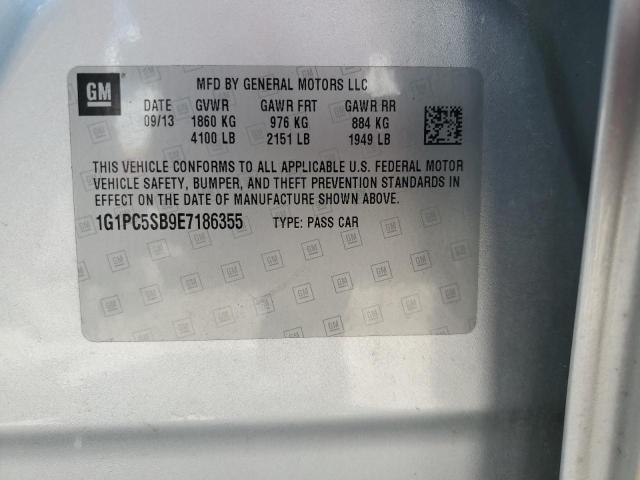 GM
MFD BY GENERAL MOTORS LLC
DATE GVWR GAWR FRT GAWR RR
09/13 1860 KG 976 KG 884 KG
4100 LB 2151 LB 1949 LB
THIS VEHICLE CONFORMS TO ALL APPLICABLE U.S. FEDERAL MOTOR
VEHICLE SAFETY, BUMPER, AND THEFT PREVENTION STANDARDS IN
EFFECT ON THE DATE OF MANUFACTURE SHOWN ABOVE.
1G1PC5SB9E7186355 TYPE: PASS CAR